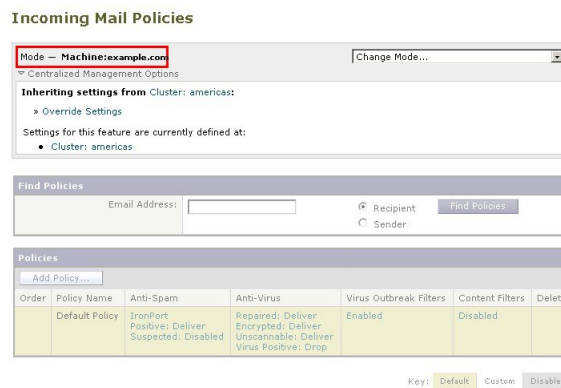 Incoming Mail Policies
Mode — Machine:example.com
Change Mode...
Centralized Management Options
Inheriting settings from Cluster: americas:
» Override Settings
Settings for this feature are currently defined at:
• Cluster: americas
Find Policies
Email Address:
Recipient
Find Policies
Sender
Policies
Add Policy...
Order Policy Name Anti-Spam Anti-Virus Virus Outbreak Filters Content Filters Delet
Default Policy IronPort Repaired: Deliver Enabled Disabled
Positive: Deliver Encrypted: Deliver
Suspected: Disabled Unscannable: Deliver
Virus Positive: Drop
Key: Default Custom Disable